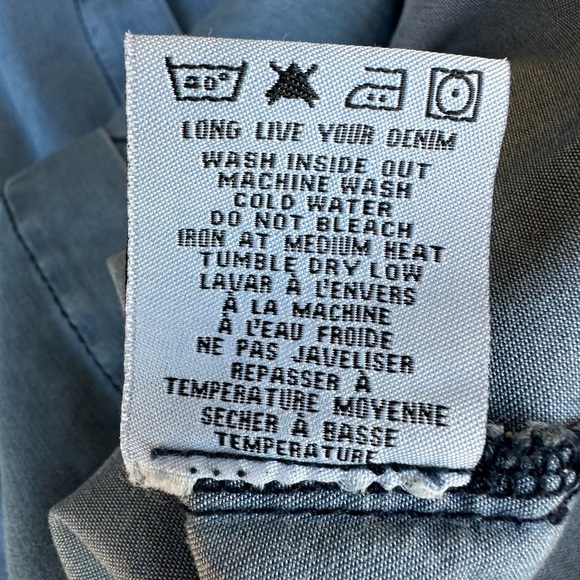 40°
LONG LIVE YOUR DENIM
WASH INSIDE OUT
MACHINE WASH
COLD WATER
DO NOT BLEACH
IRON AT MEDIUM HEAT
TUMBLE DRY LOW
LAVAR À L'ENVERS
À LA MACHINE
À L'EAU FROIDE
NE PAS JAVELISER
REPASSER À
TEMPERATURE MOYENNE
SECHER À BASSE
TEMPERATURE